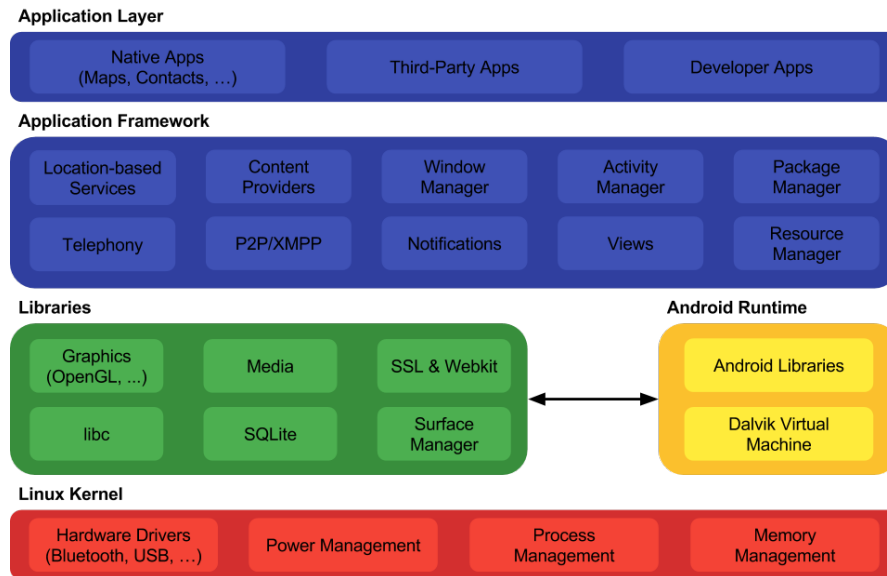 Application Layer
Native Apps
(Maps, Contacts, …)
Third-Party Apps
Developer Apps
Application Framework
Location-based
Services
Content
Providers
Window
Manager
Activity
Manager
Package
Manager
Telephony
P2P/XMPP
Notifications
Views
Resource
Manager
Libraries
Android Runtime
Graphics
(OpenGL, ...)
Media
SSL & Webkit
Android Libraries
libc
SQLite
Surface
Manager
Dalvik Virtual
Machine
Linux Kernel
Hardware Drivers
(Bluetooth, USB, …)
Power Management
Process
Management
Memory
Management